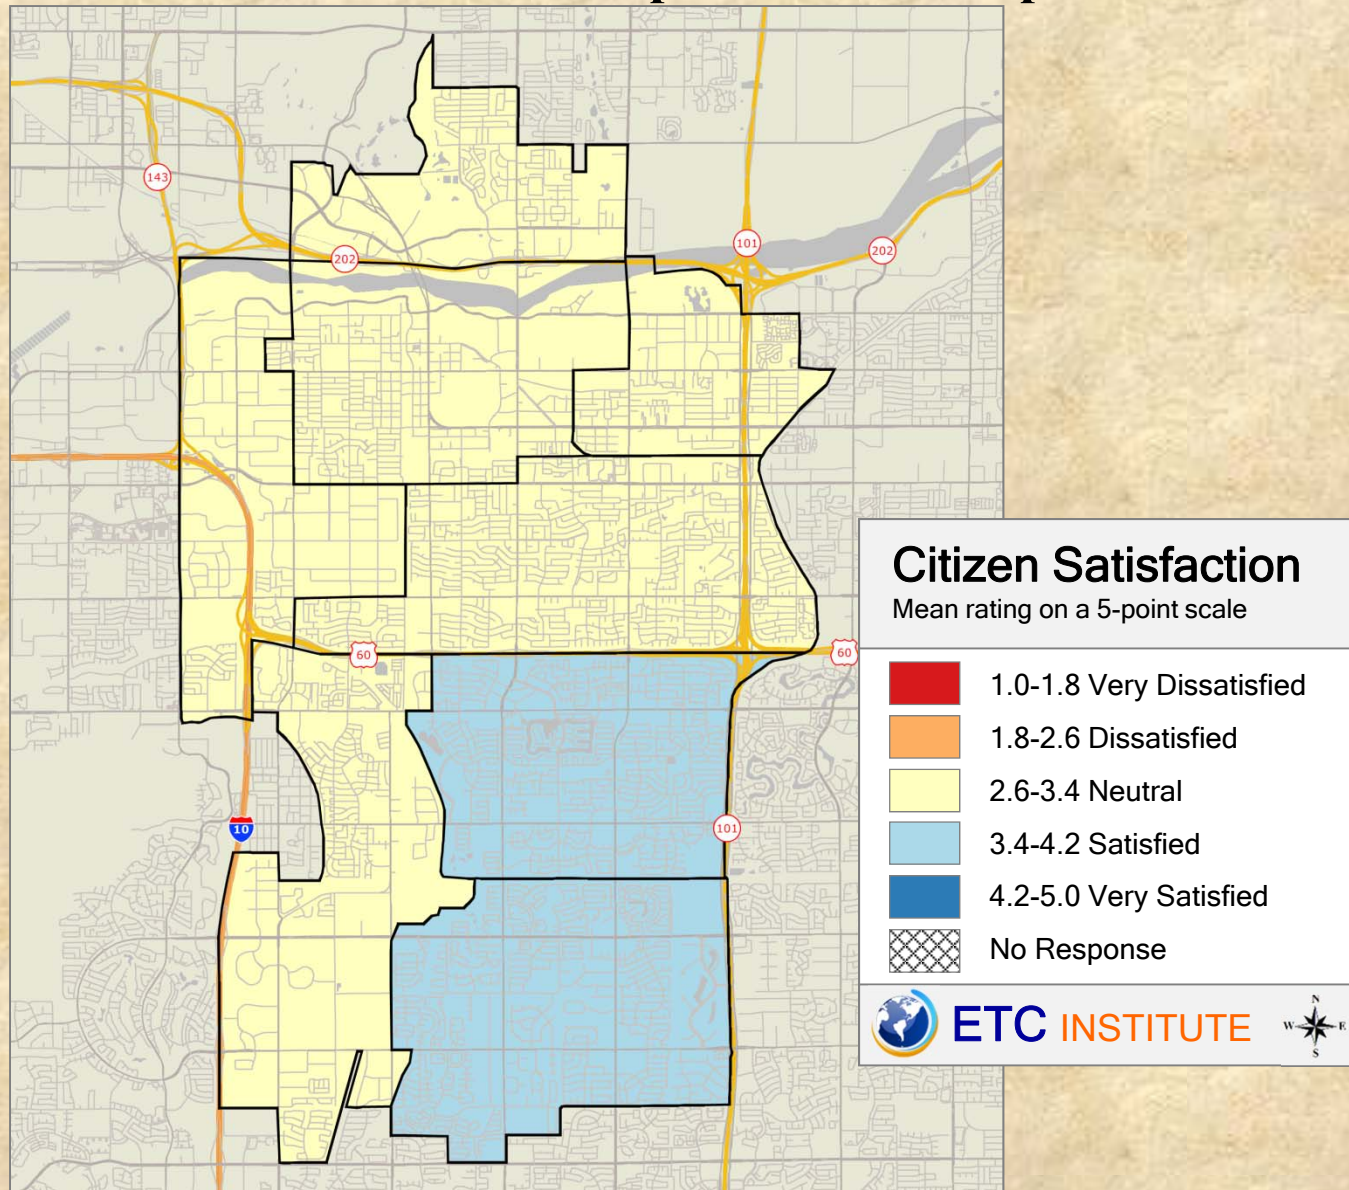 143
202
101
202
Citizen Satisfaction
Mean rating on a 5-point scale
60
60
1.0-1.8 Very Dissatisfied
1.8-2.6 Dissatisfied
2.6-3.4 Neutral
3.4-4.2 Satisfied
10
101
4.2-5.0 Very Satisfied
No Response
ETC INSTITUTE
N
W E
S